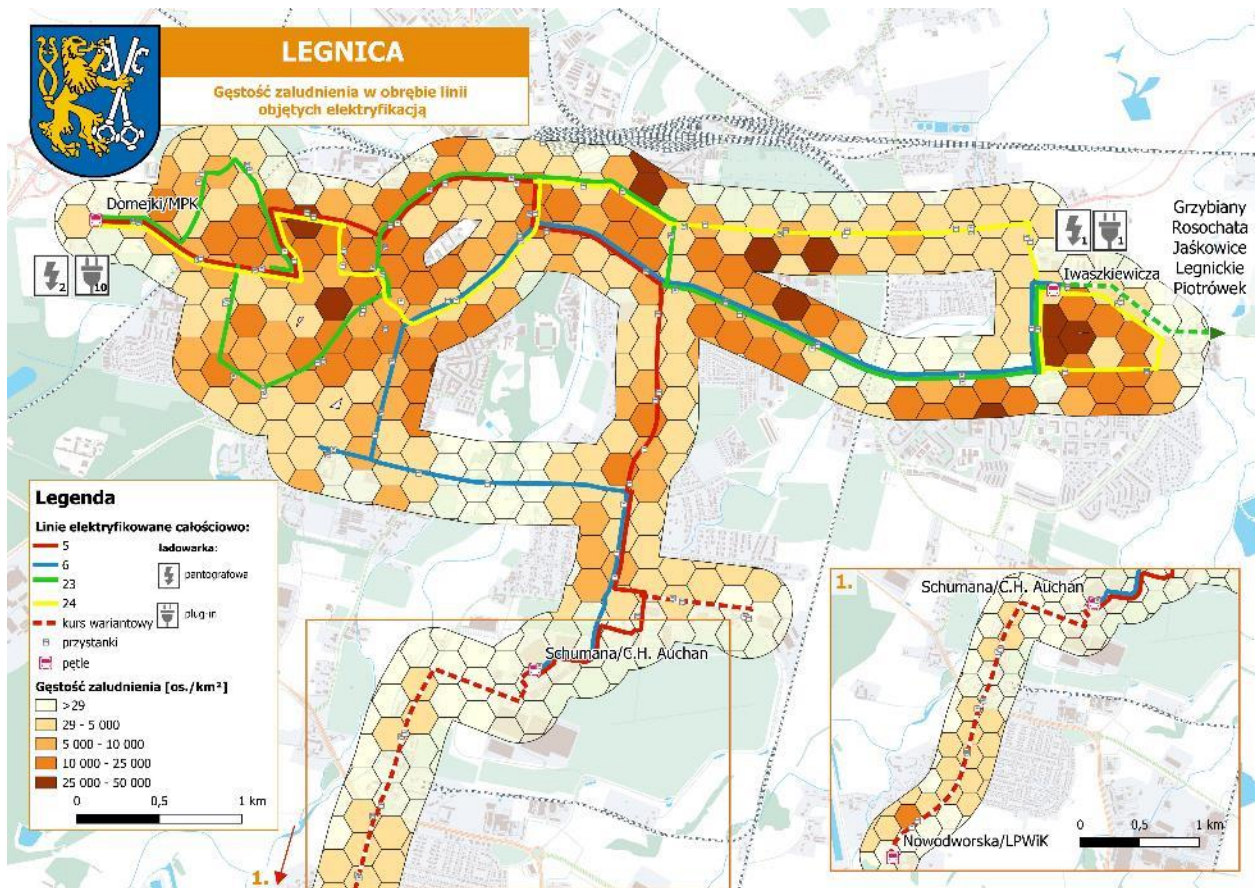 LEGNICA
Gęstość zaludnienia w obrębie linii
objętych elektryfikacją
Domejki/MPK
2
10
1
1
Iwaszkiewicza
Grzybiany
Rosochata
Jaśkowice
Legnickie
Piotrówek
Legenda
Linie elektryfikowane całościowo:
5
6
23
24
kurs wariantowy
przystanki
pętle
ładowarka:
pantografowa
plug-in
Gęstość zaludnienia [os./km²]
>29
29 - 5 000
5 000 - 10 000
10 000 - 25 000
25 000 - 50 000
0 0,5 1 km
Schumana/C.H. Auchan
1.
1.
Schumana/C.H. Auchan
Nowodworska/LPWiK
0 0,5 1 km